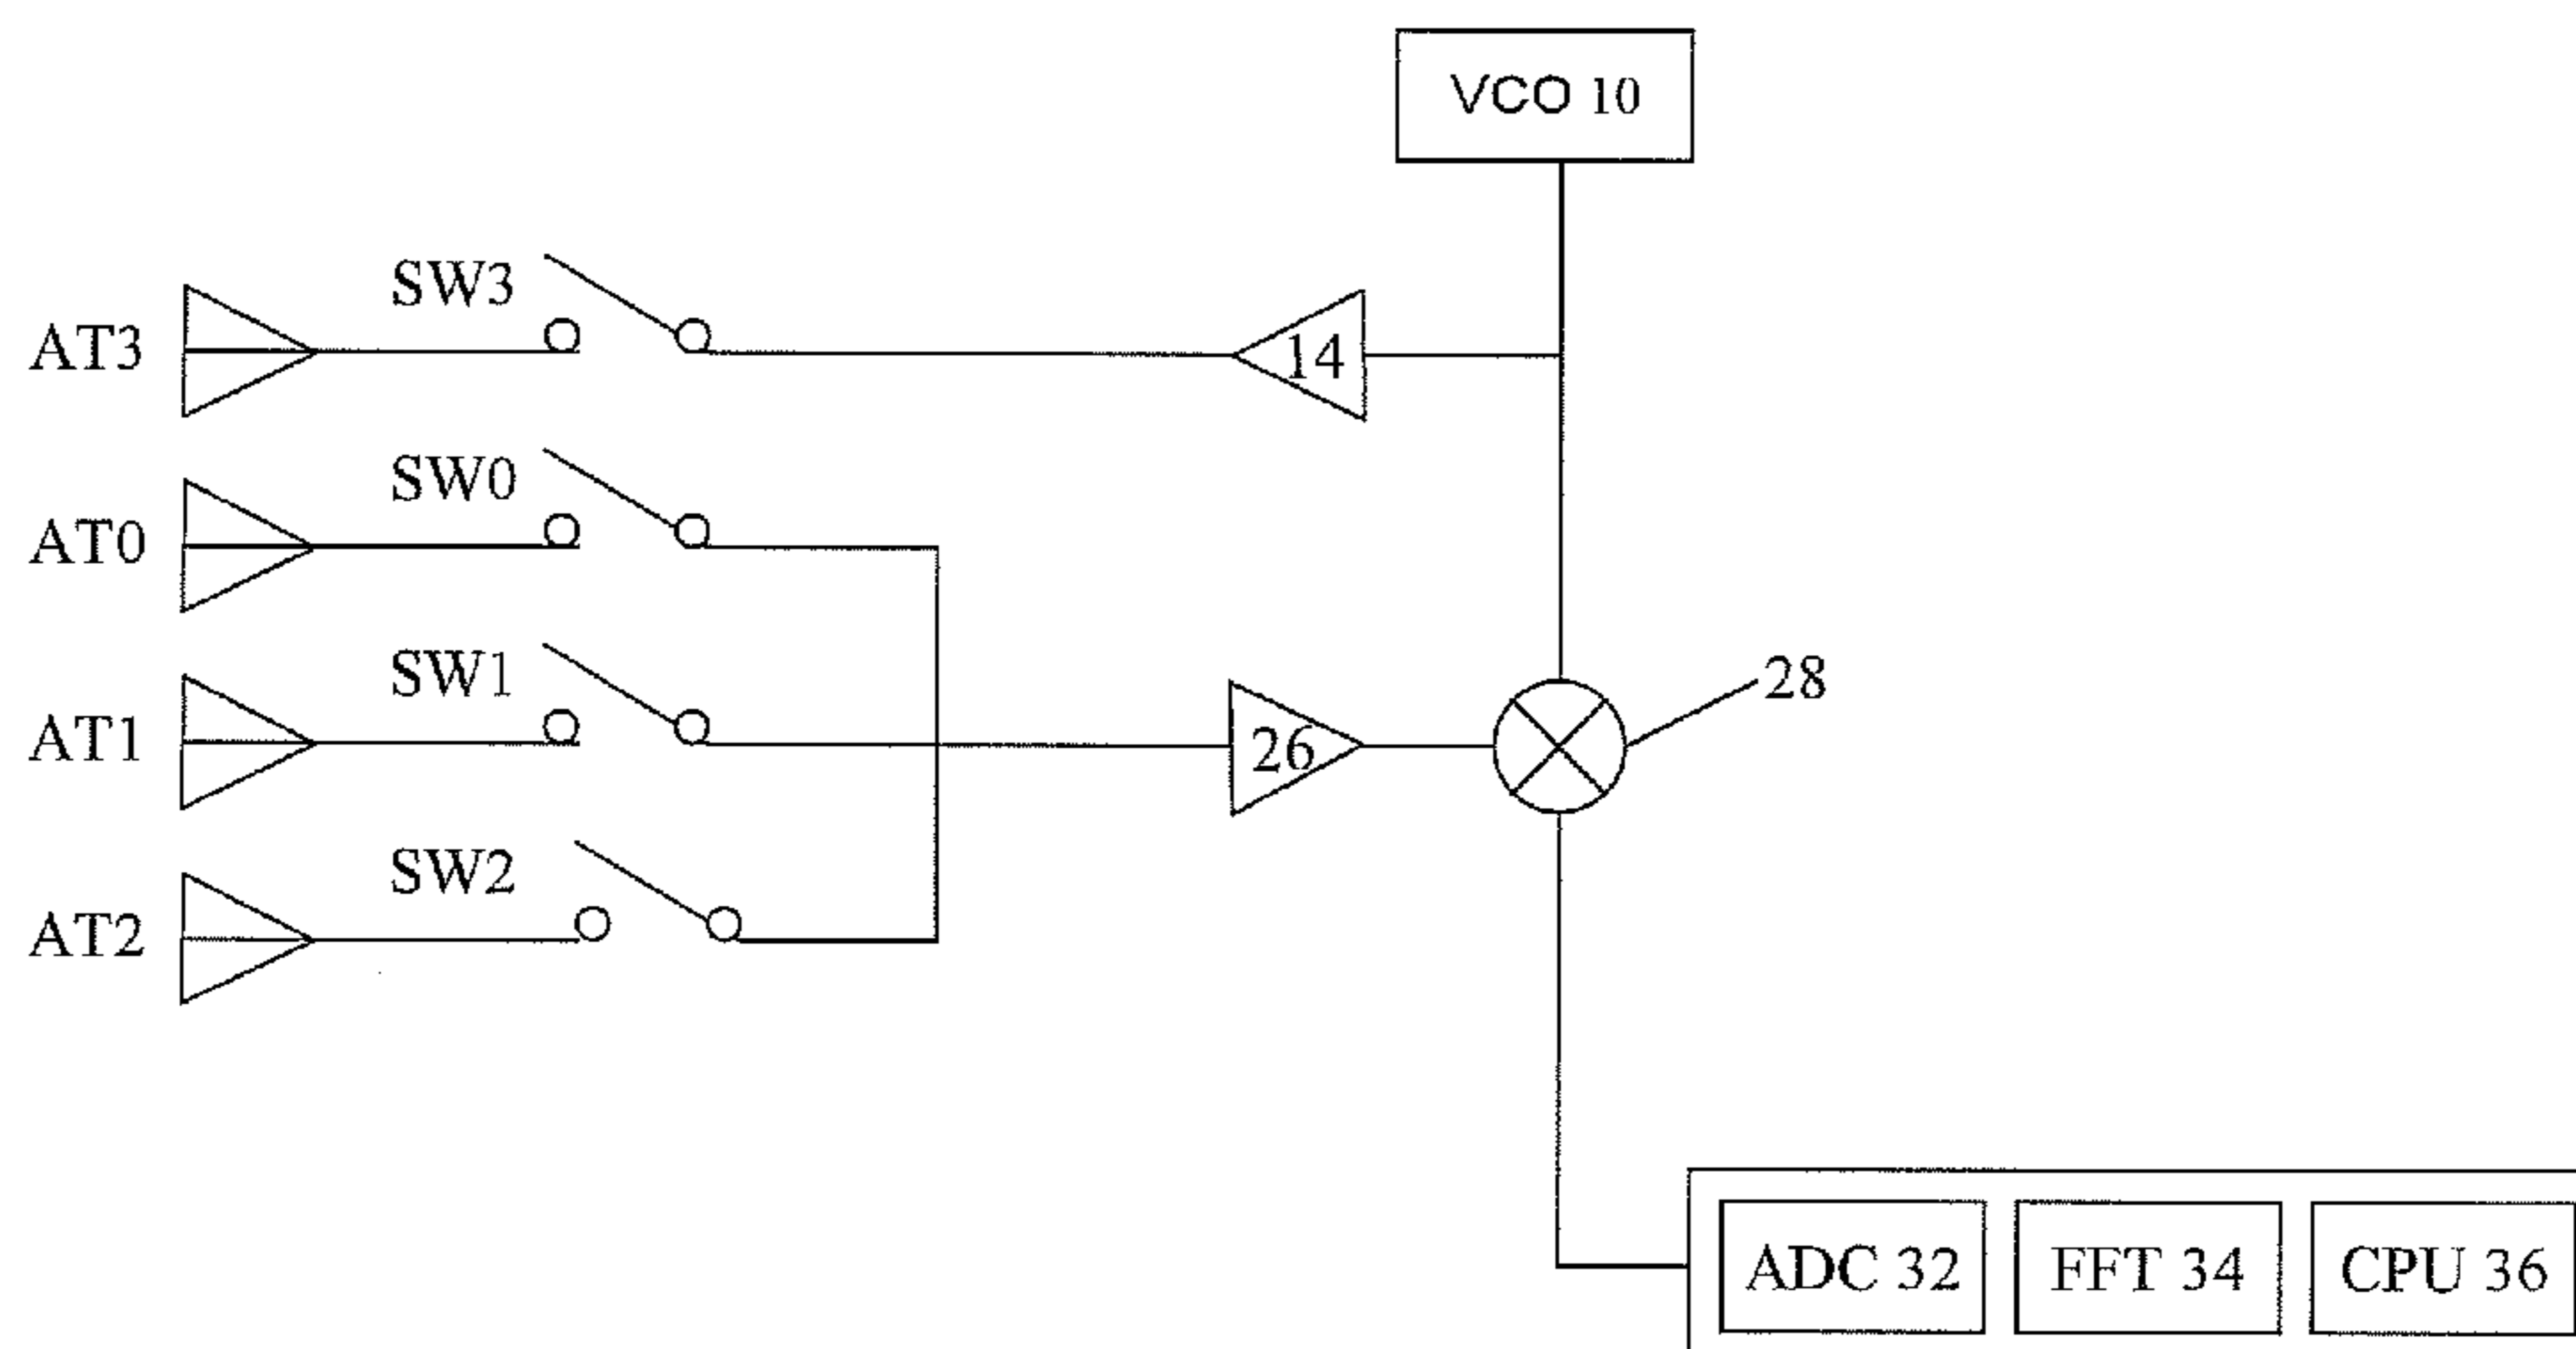 VCO 10
SW3
AT3
14
SW0
AT0
SW1
28
AT1
26
SW2
AT2
ADC 32
FFT 34
CPU 36